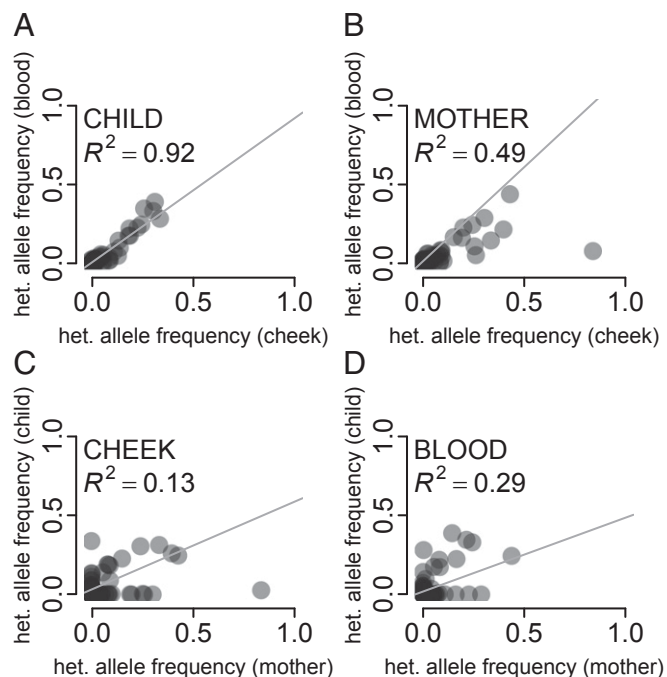 A
het. allele frequency (blood)
1.0
0.5
0.0
CHILD
R² = 0.92
0.0 0.5 1.0
het. allele frequency (cheek)
B
het. allele frequency (blood)
1.0
0.5
0.0
MOTHER
R² = 0.49
0.0 0.5 1.0
het. allele frequency (cheek)
C
het. allele frequency (child)
1.0
0.5
0.0
CHEEK
R² = 0.13
0.0 0.5 1.0
het. allele frequency (mother)
D
het. allele frequency (child)
1.0
0.5
0.0
BLOOD
R² = 0.29
0.0 0.5 1.0
het. allele frequency (mother)